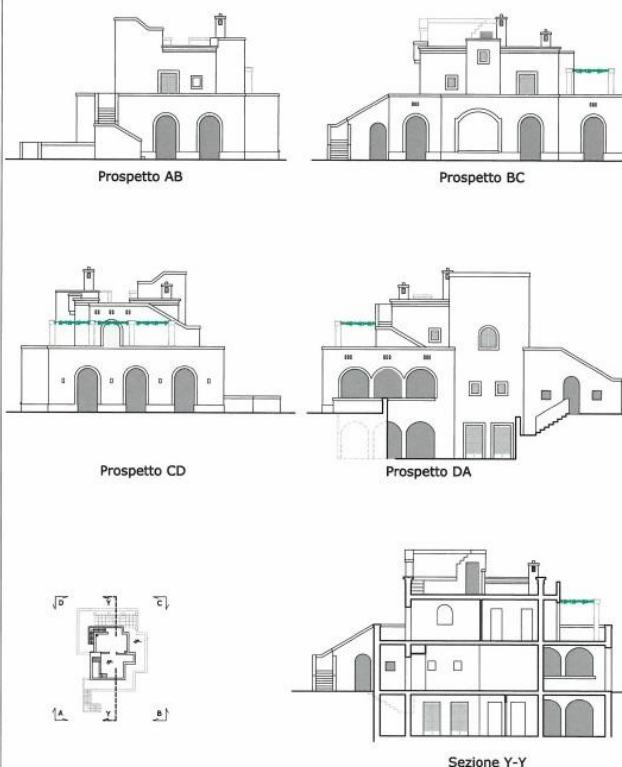 Prospetto AB
Prospetto BC
Prospetto CD
Prospetto DA
D Y C
A Y B
Sezione Y-Y